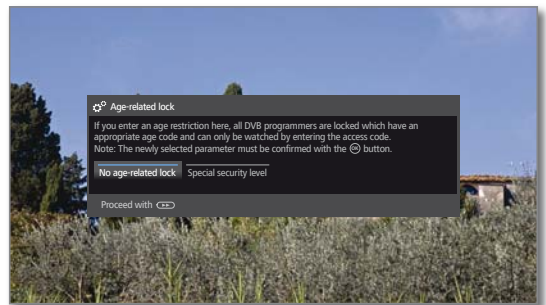 Age-related lock
If you enter an age restriction here, all DVB programmers are locked which have an
appropriate age code and can only be watched by entering the access code.
Note: The newly selected parameter must be confirmed with the OK button.
No age-related lock Special security level
Proceed with